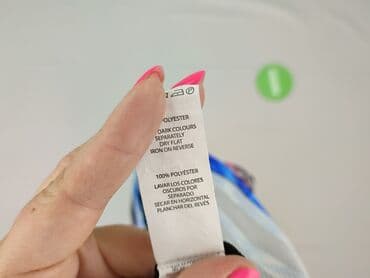 POLYESTER
DARK COLOURS
SEPARATELY
DRY FLAT
IRON ON REVERSE
100% POLYÉSTER
LAVAR LOS COLORES
OSCUROS POR
SEPARADO
SECAR EN HORIZONTAL
PLANCHAR DEL REVÉS